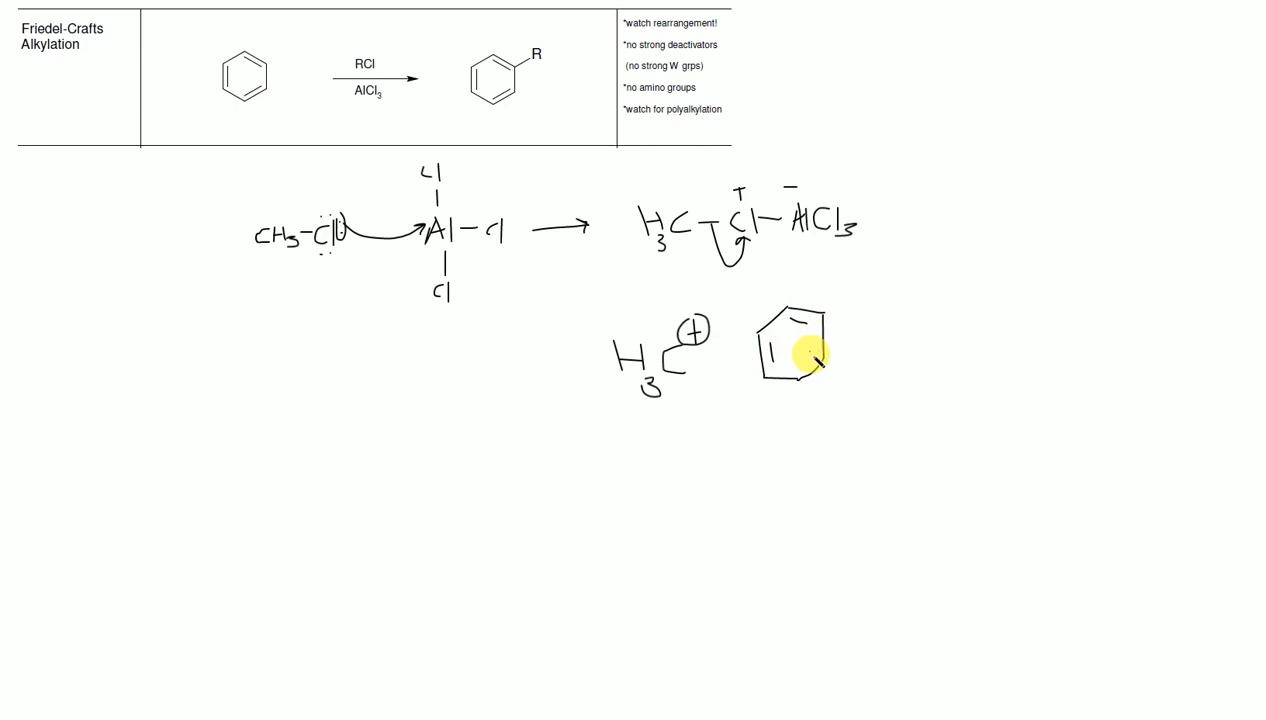 Friedel-Crafts
Alkylation
RCl
AlCl3
R
*watch rearrangement!
*no strong deactivators
(no strong W grps)
*no amino groups
*watch for polyalkylation
Cl
CH3-Cl Al-Cl
Cl
+ -
H3C-Cl-AlCl3
H3C+